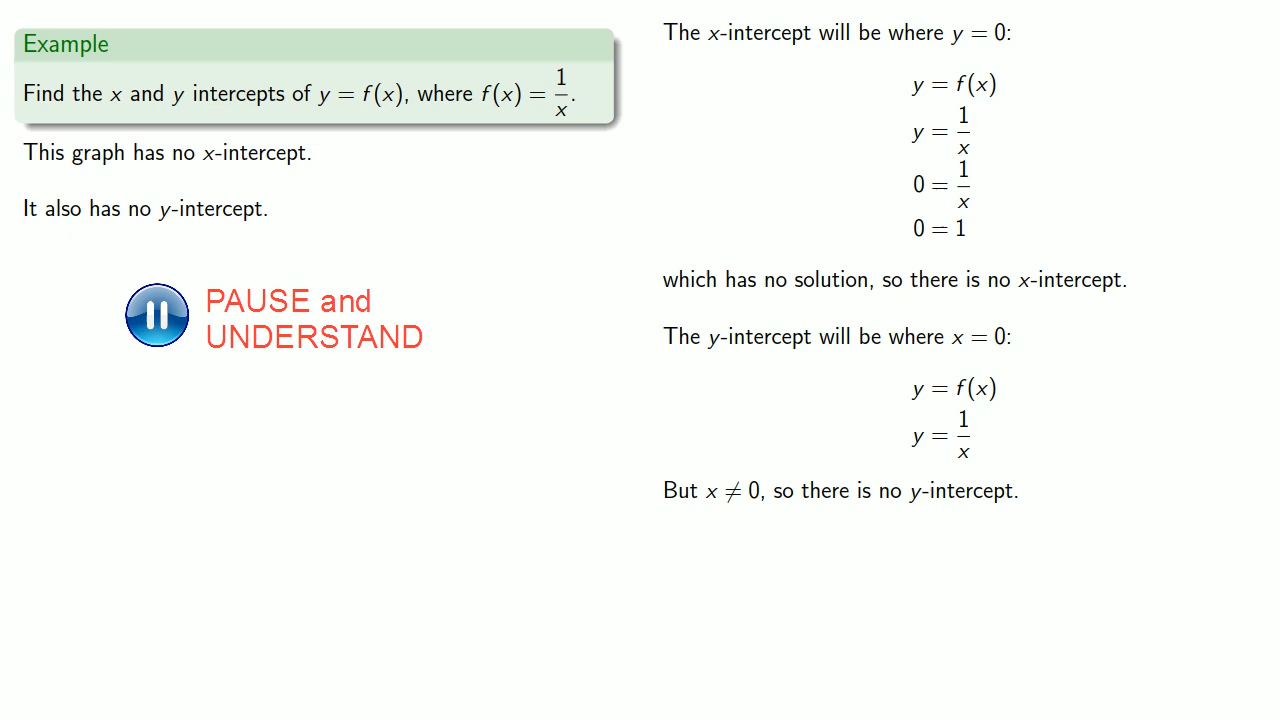 Example
Find the x and y intercepts of y = f(x), where f(x) = 1/x.
This graph has no x-intercept.
It also has no y-intercept.
PAUSE and
UNDERSTAND
The x-intercept will be where y = 0:
y = f(x)
y = 1/x
0 = 1/x
0 = 1
which has no solution, so there is no x-intercept.
The y-intercept will be where x = 0:
y = f(x)
y = 1/x
But x ≠ 0, so there is no y-intercept.